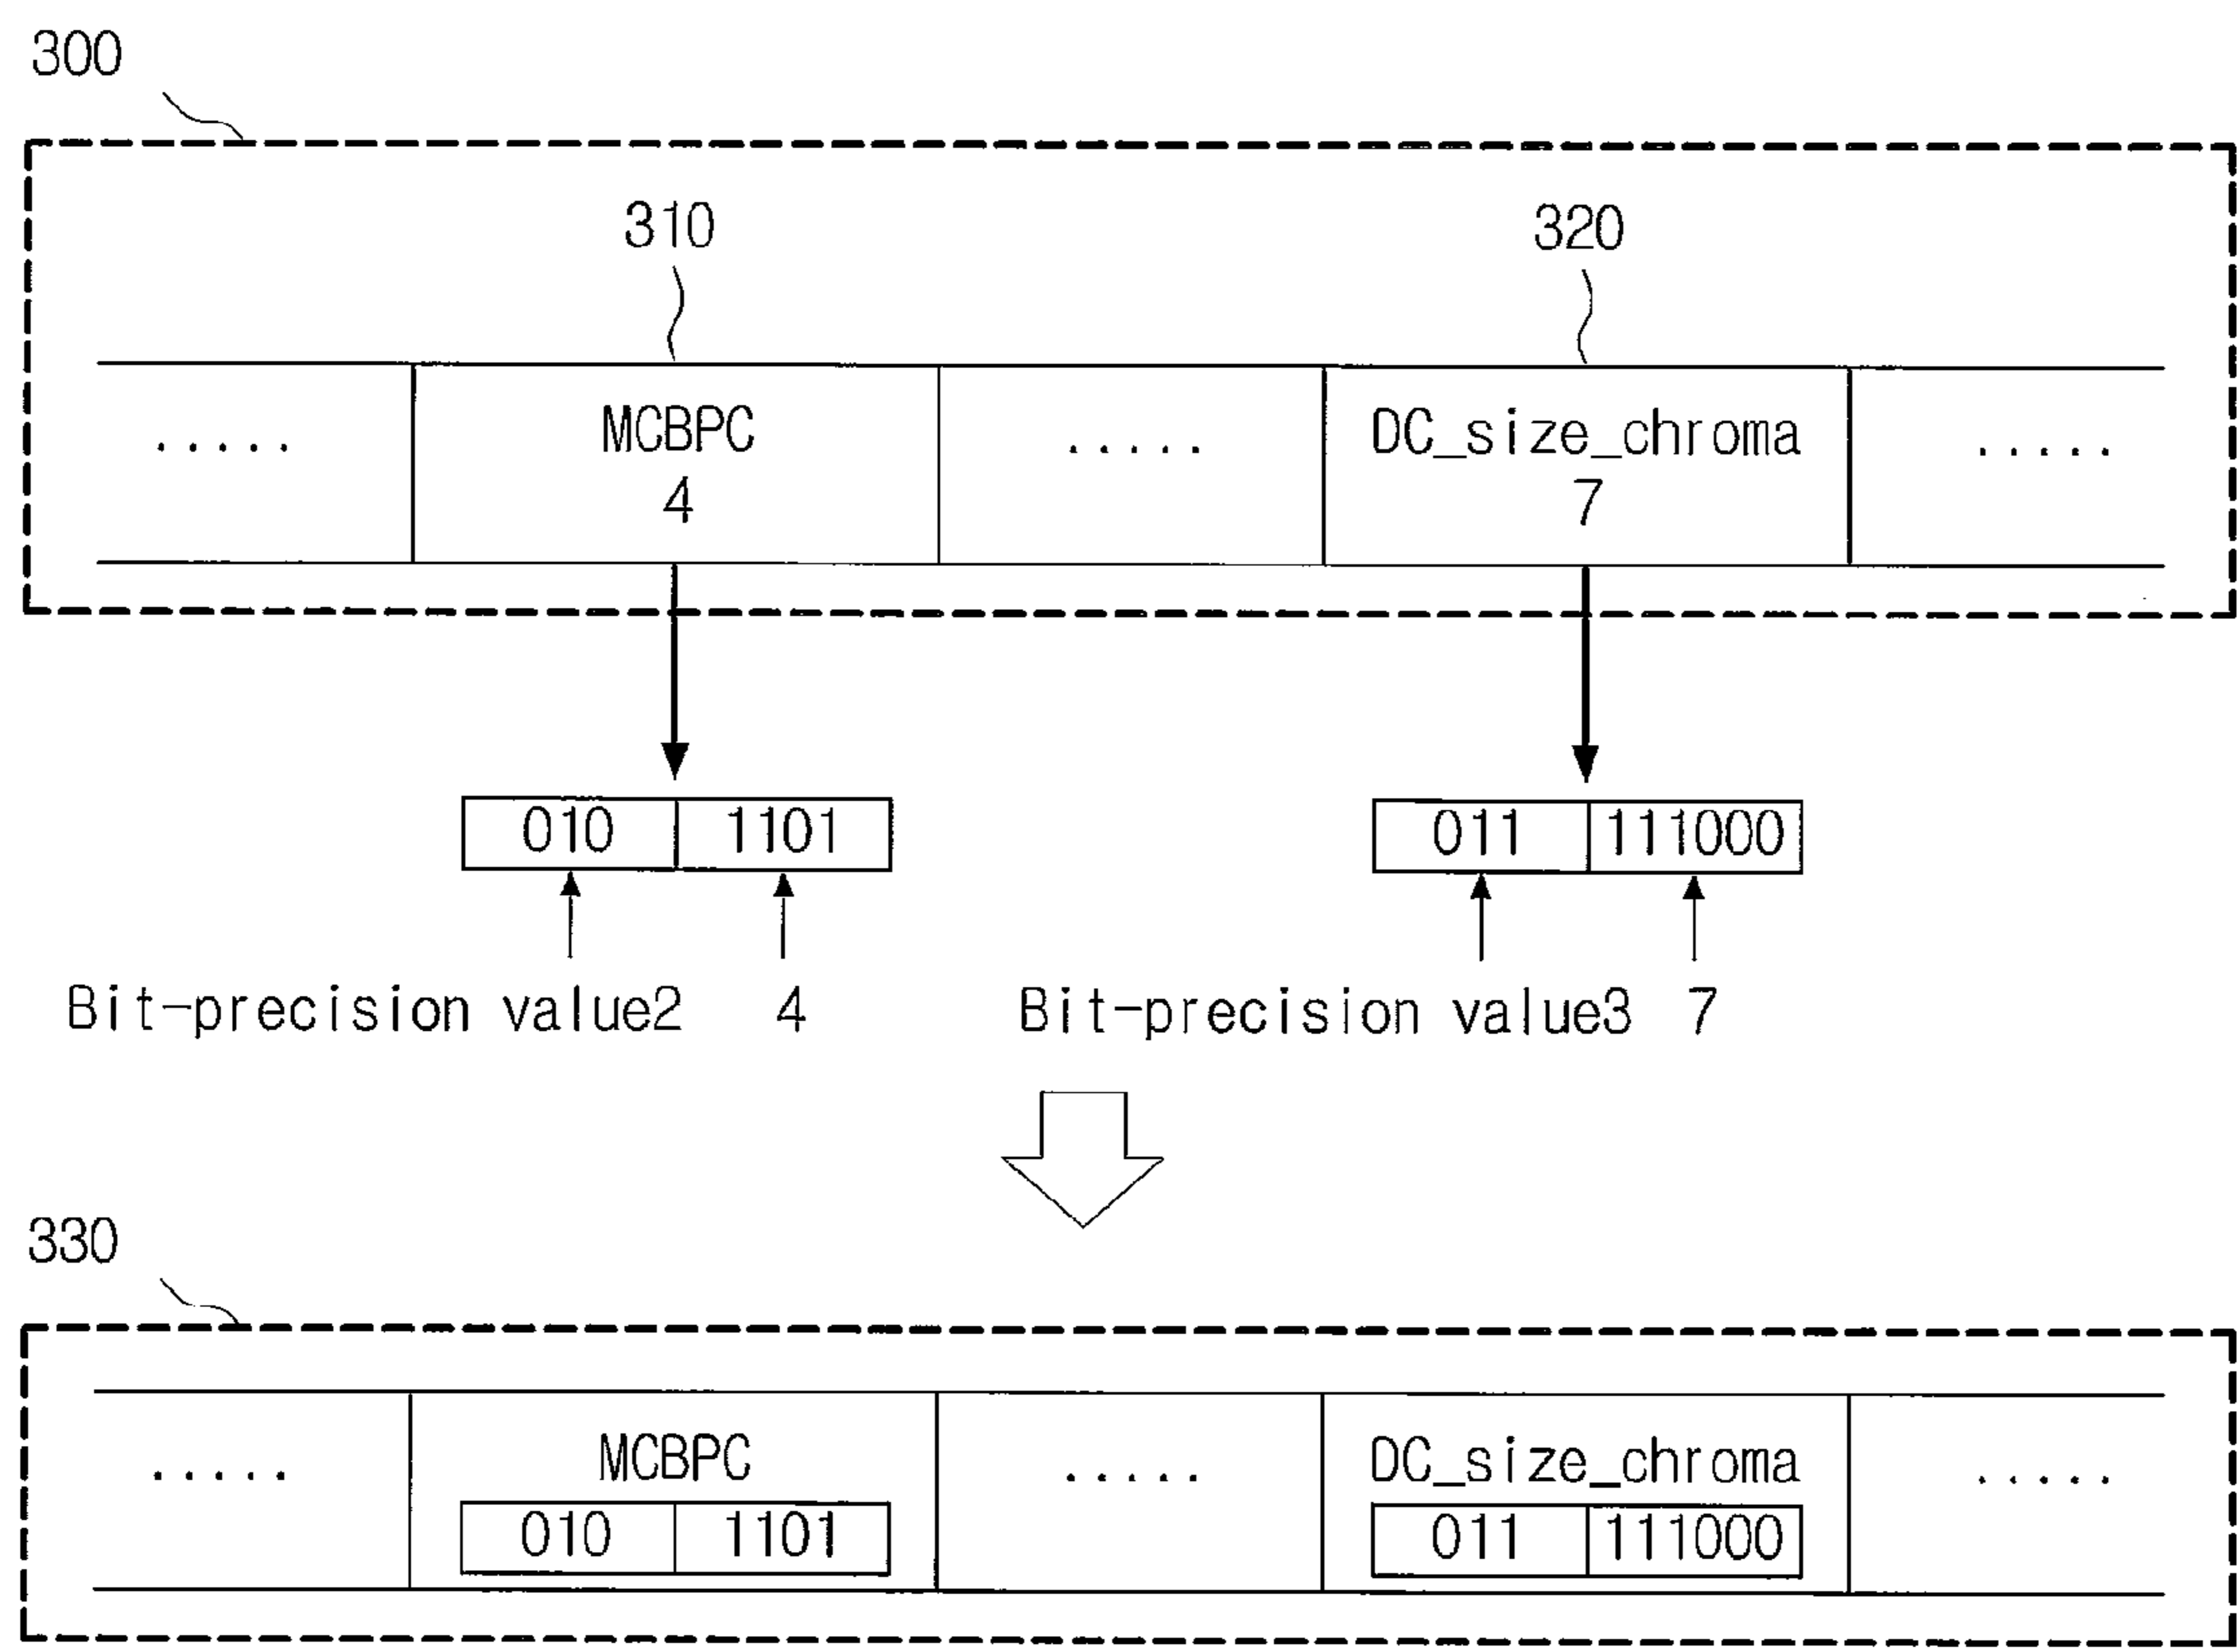 300
310 320
..... MCBPC ..... DC_size_chroma .....
4 7
010 1101 011 111000
Bit-precision value2 4 Bit-precision value3 7
330
..... MCBPC ..... DC_size_chroma .....
010 1101 011 111000